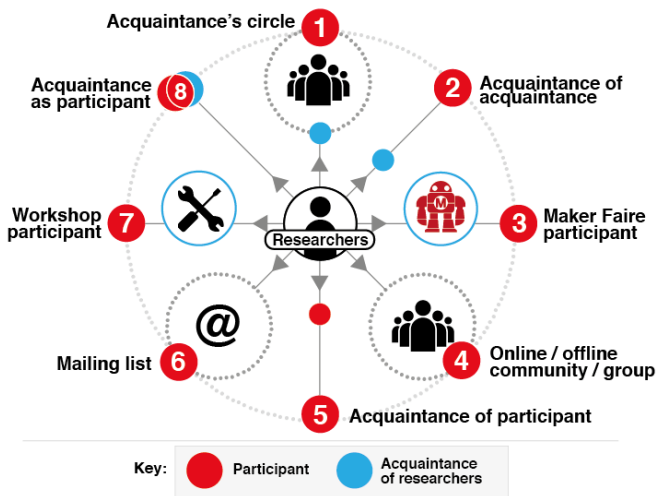 Acquaintance's circle
1
Acquaintance
as participant
8
2
Acquaintance of
acquaintance
Workshop
participant
7
Researchers
M
3
Maker Faire
participant
@
Mailing list
6
4
Online / offline
community / group
5
Acquaintance of participant
Key:
Participant
Acquaintance
of researchers